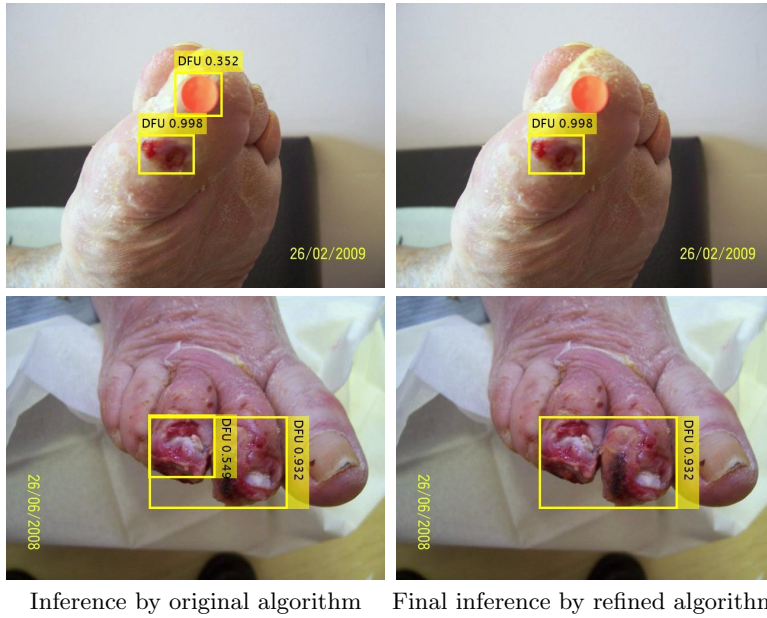 DFU 0.352
DFU 0.998
26/02/2009
DFU 0.998
26/02/2009
DFU 0.549
DFU 0.932
26/06/2008
DFU 0.932
26/06/2008
Inference by original algorithm
Final inference by refined algorithm